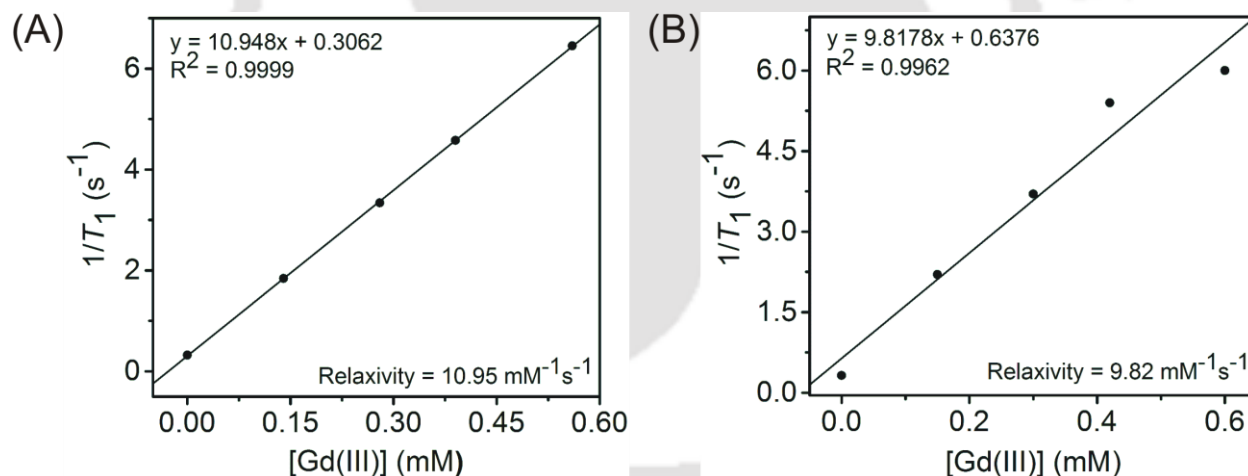 (A)
y = 10.948x + 0.3062
R² = 0.9999
6
4
2
0
1/T₁ (s⁻¹)
Relaxivity = 10.95 mM⁻¹s⁻¹
0.00 0.15 0.30 0.45 0.60
[Gd(III)] (mM)
(B)
y = 9.8178x + 0.6376
R² = 0.9962
6.0
4.5
3.0
1.5
0.0
1/T₁ (s⁻¹)
Relaxivity = 9.82 mM⁻¹s⁻¹
0.0 0.2 0.4 0.6
[Gd(III)] (mM)